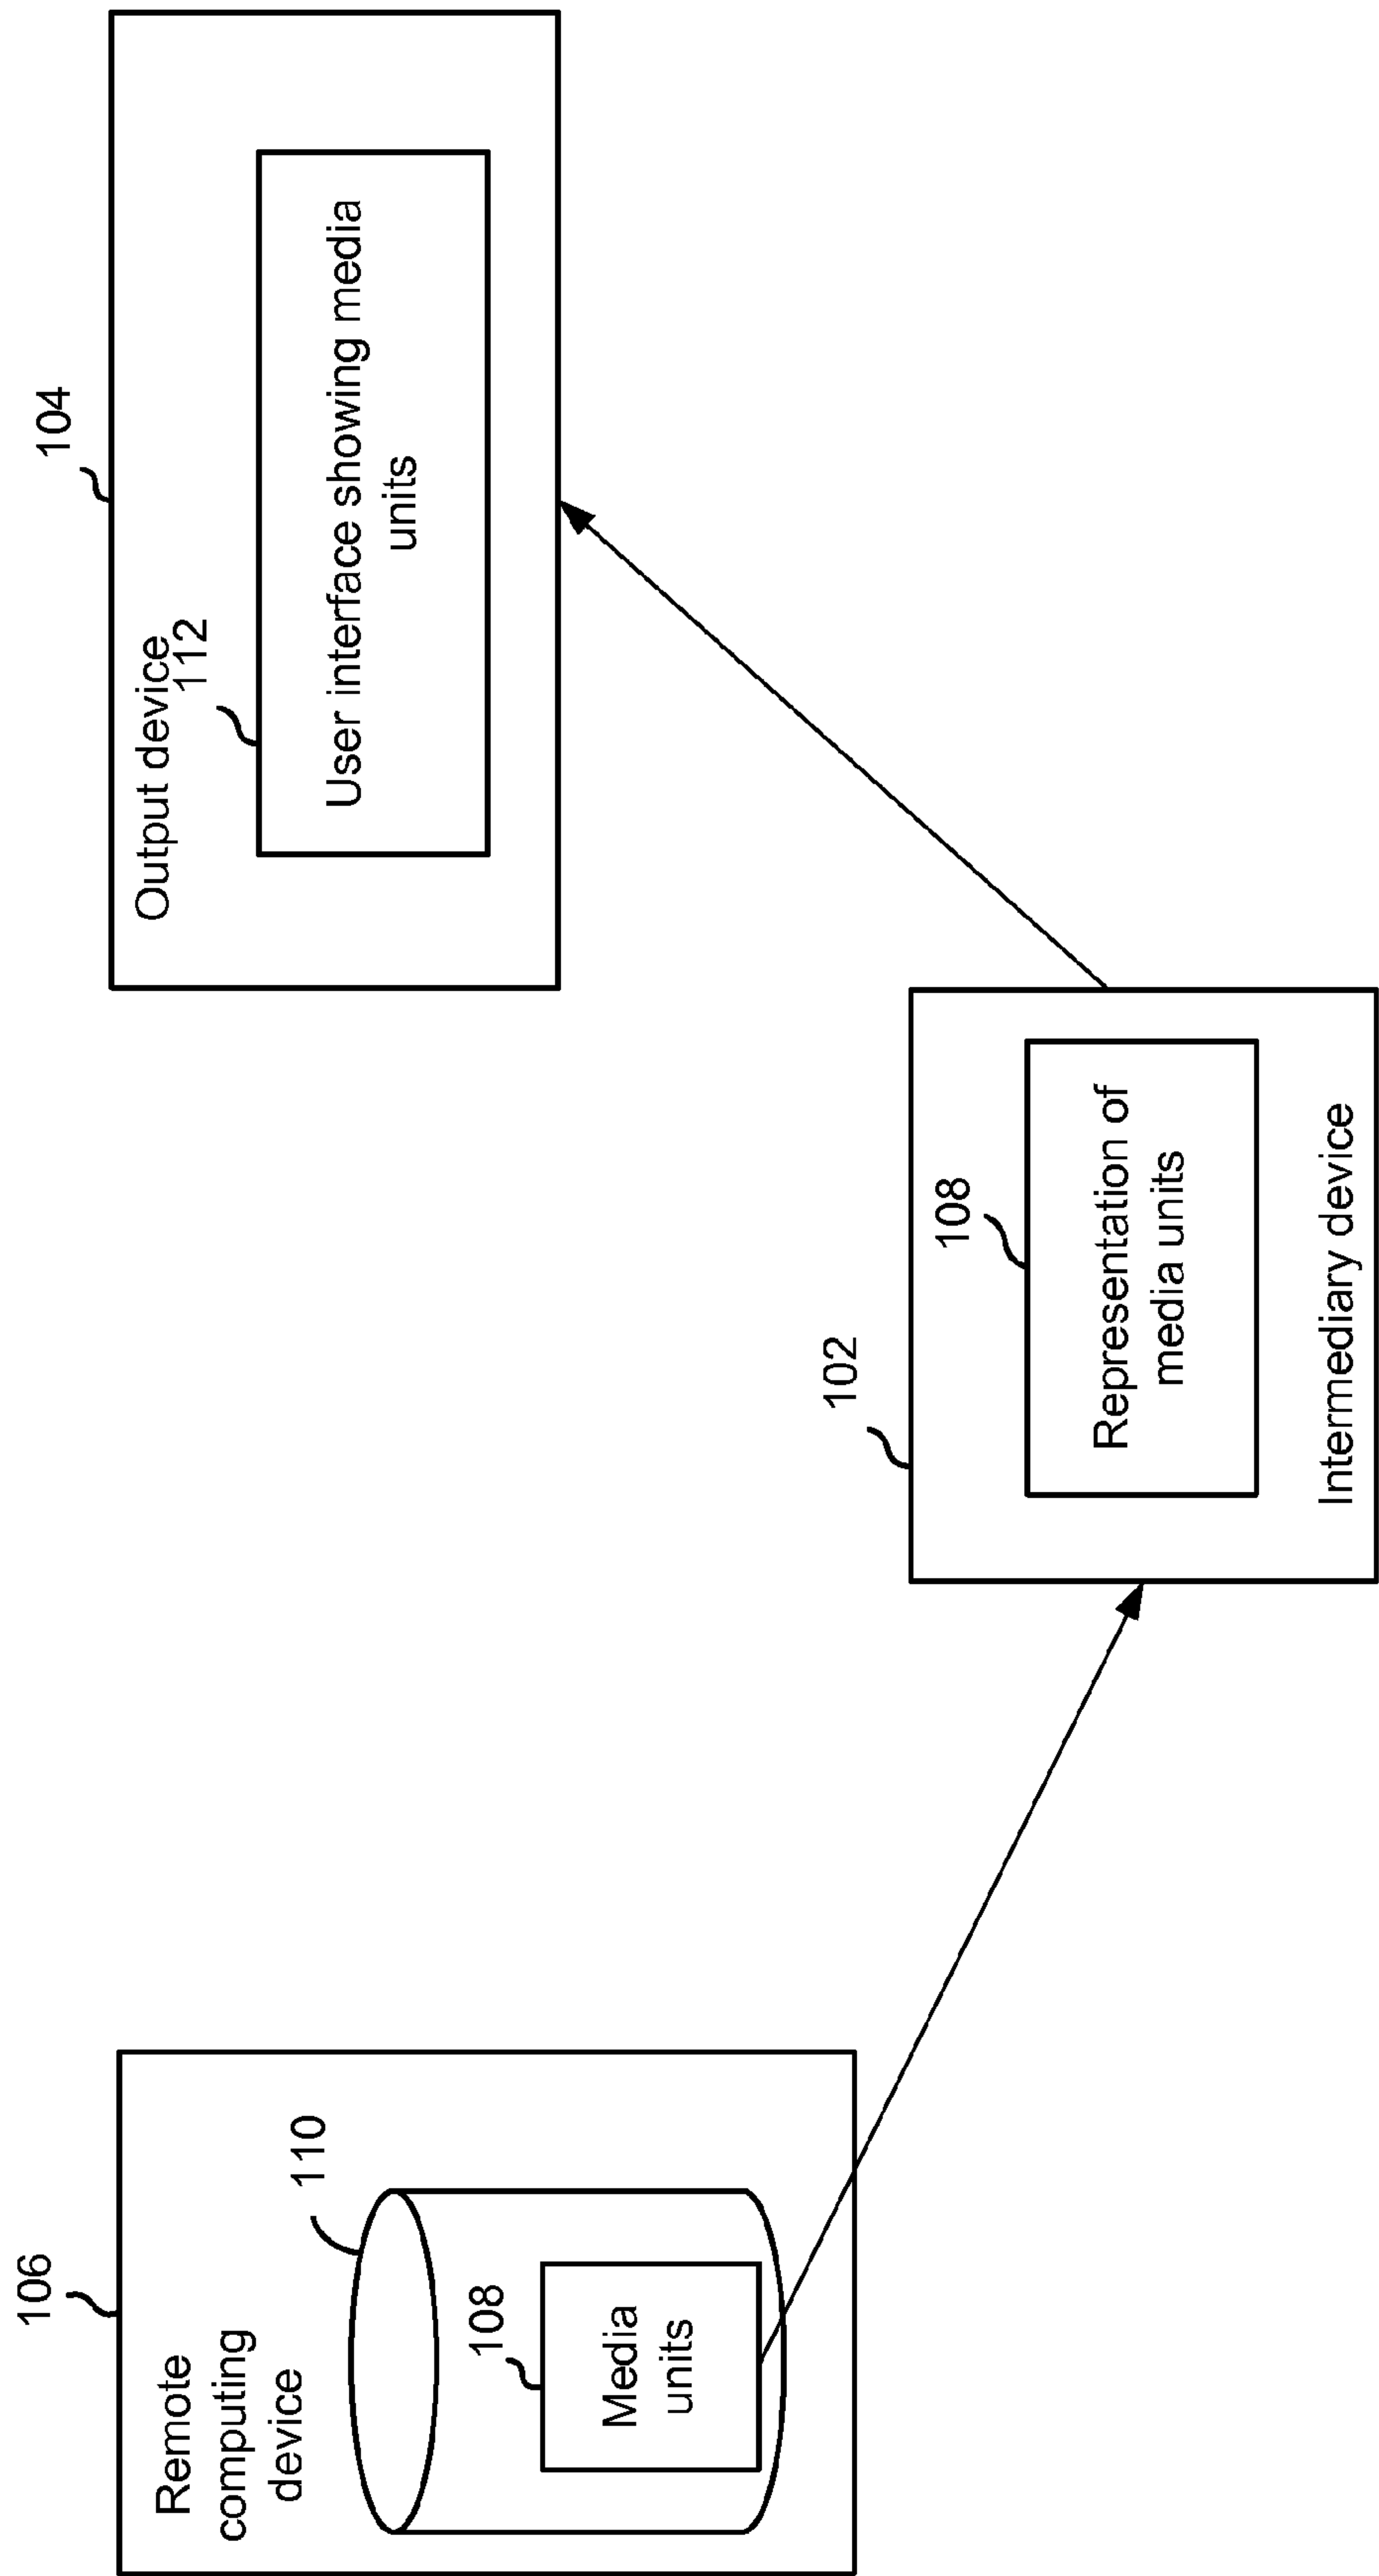 106
Remote
computing
device
110
108
Media
units
102
108
Representation of
media units
Intermediary device
104
Output device
112
User interface showing media
units